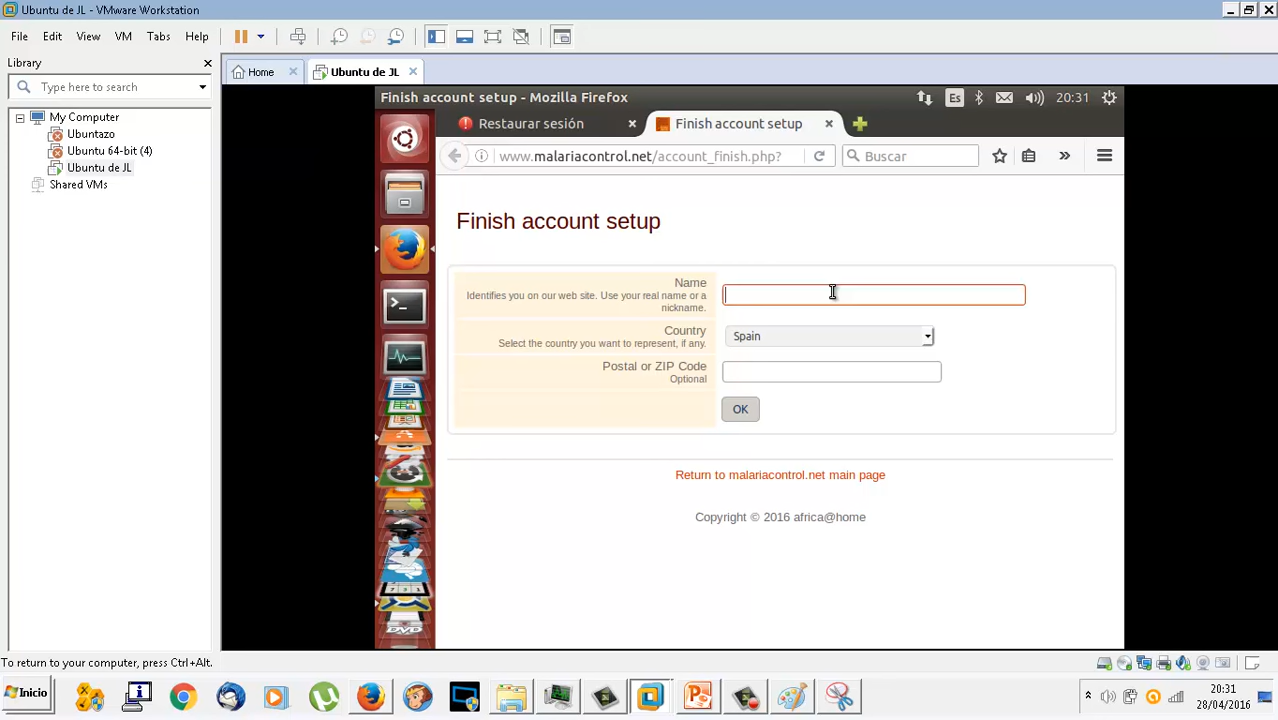 Ubuntu de JL - VMware Workstation
File Edit View VM Tabs Help
Library
Type here to search
My Computer
Ubuntazo
Ubuntu 64-bit (4)
Ubuntu de JL
Shared VMs
Home
Ubuntu de JL
Finish account setup - Mozilla Firefox
Es
20:31
Restaurar sesión
Finish account setup
www.malariacontrol.net/account_finish.php?
Buscar
Finish account setup
Name
Identifies you on our web site. Use your real name or a
nickname.
Country
Spain
Select the country you want to represent, if any.
Postal or ZIP Code
Optional
OK
Return to malariacontrol.net main page
Copyright © 2016 africa@home
To return to your computer, press Ctrl+Alt.
Inicio
20:31
28/04/2016